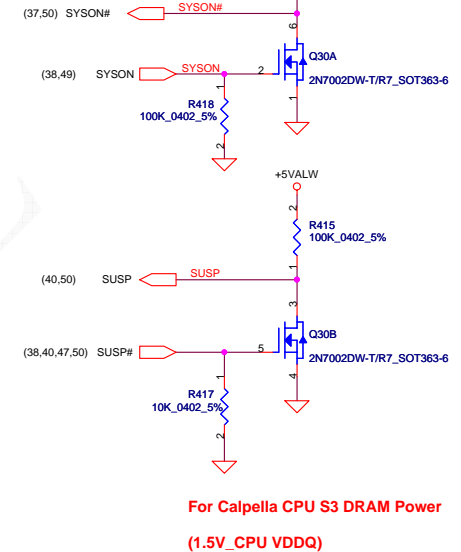 (37,50) SYSON# SYSON#
6
Q30A
(38,49) SYSON SYSON 2
2N7002DW-T/R7_SOT363-6
1
1
R418
100K_0402_5%
2
+5VALW
2
R415
100K_0402_5%
1
(40,50) SUSP SUSP
3
Q30B
(38,40,47,50) SUSP# 5
2N7002DW-T/R7_SOT363-6
4
1
R417
10K_0402_5%
2
For Calpella CPU S3 DRAM Power
(1.5V_CPU VDDQ)